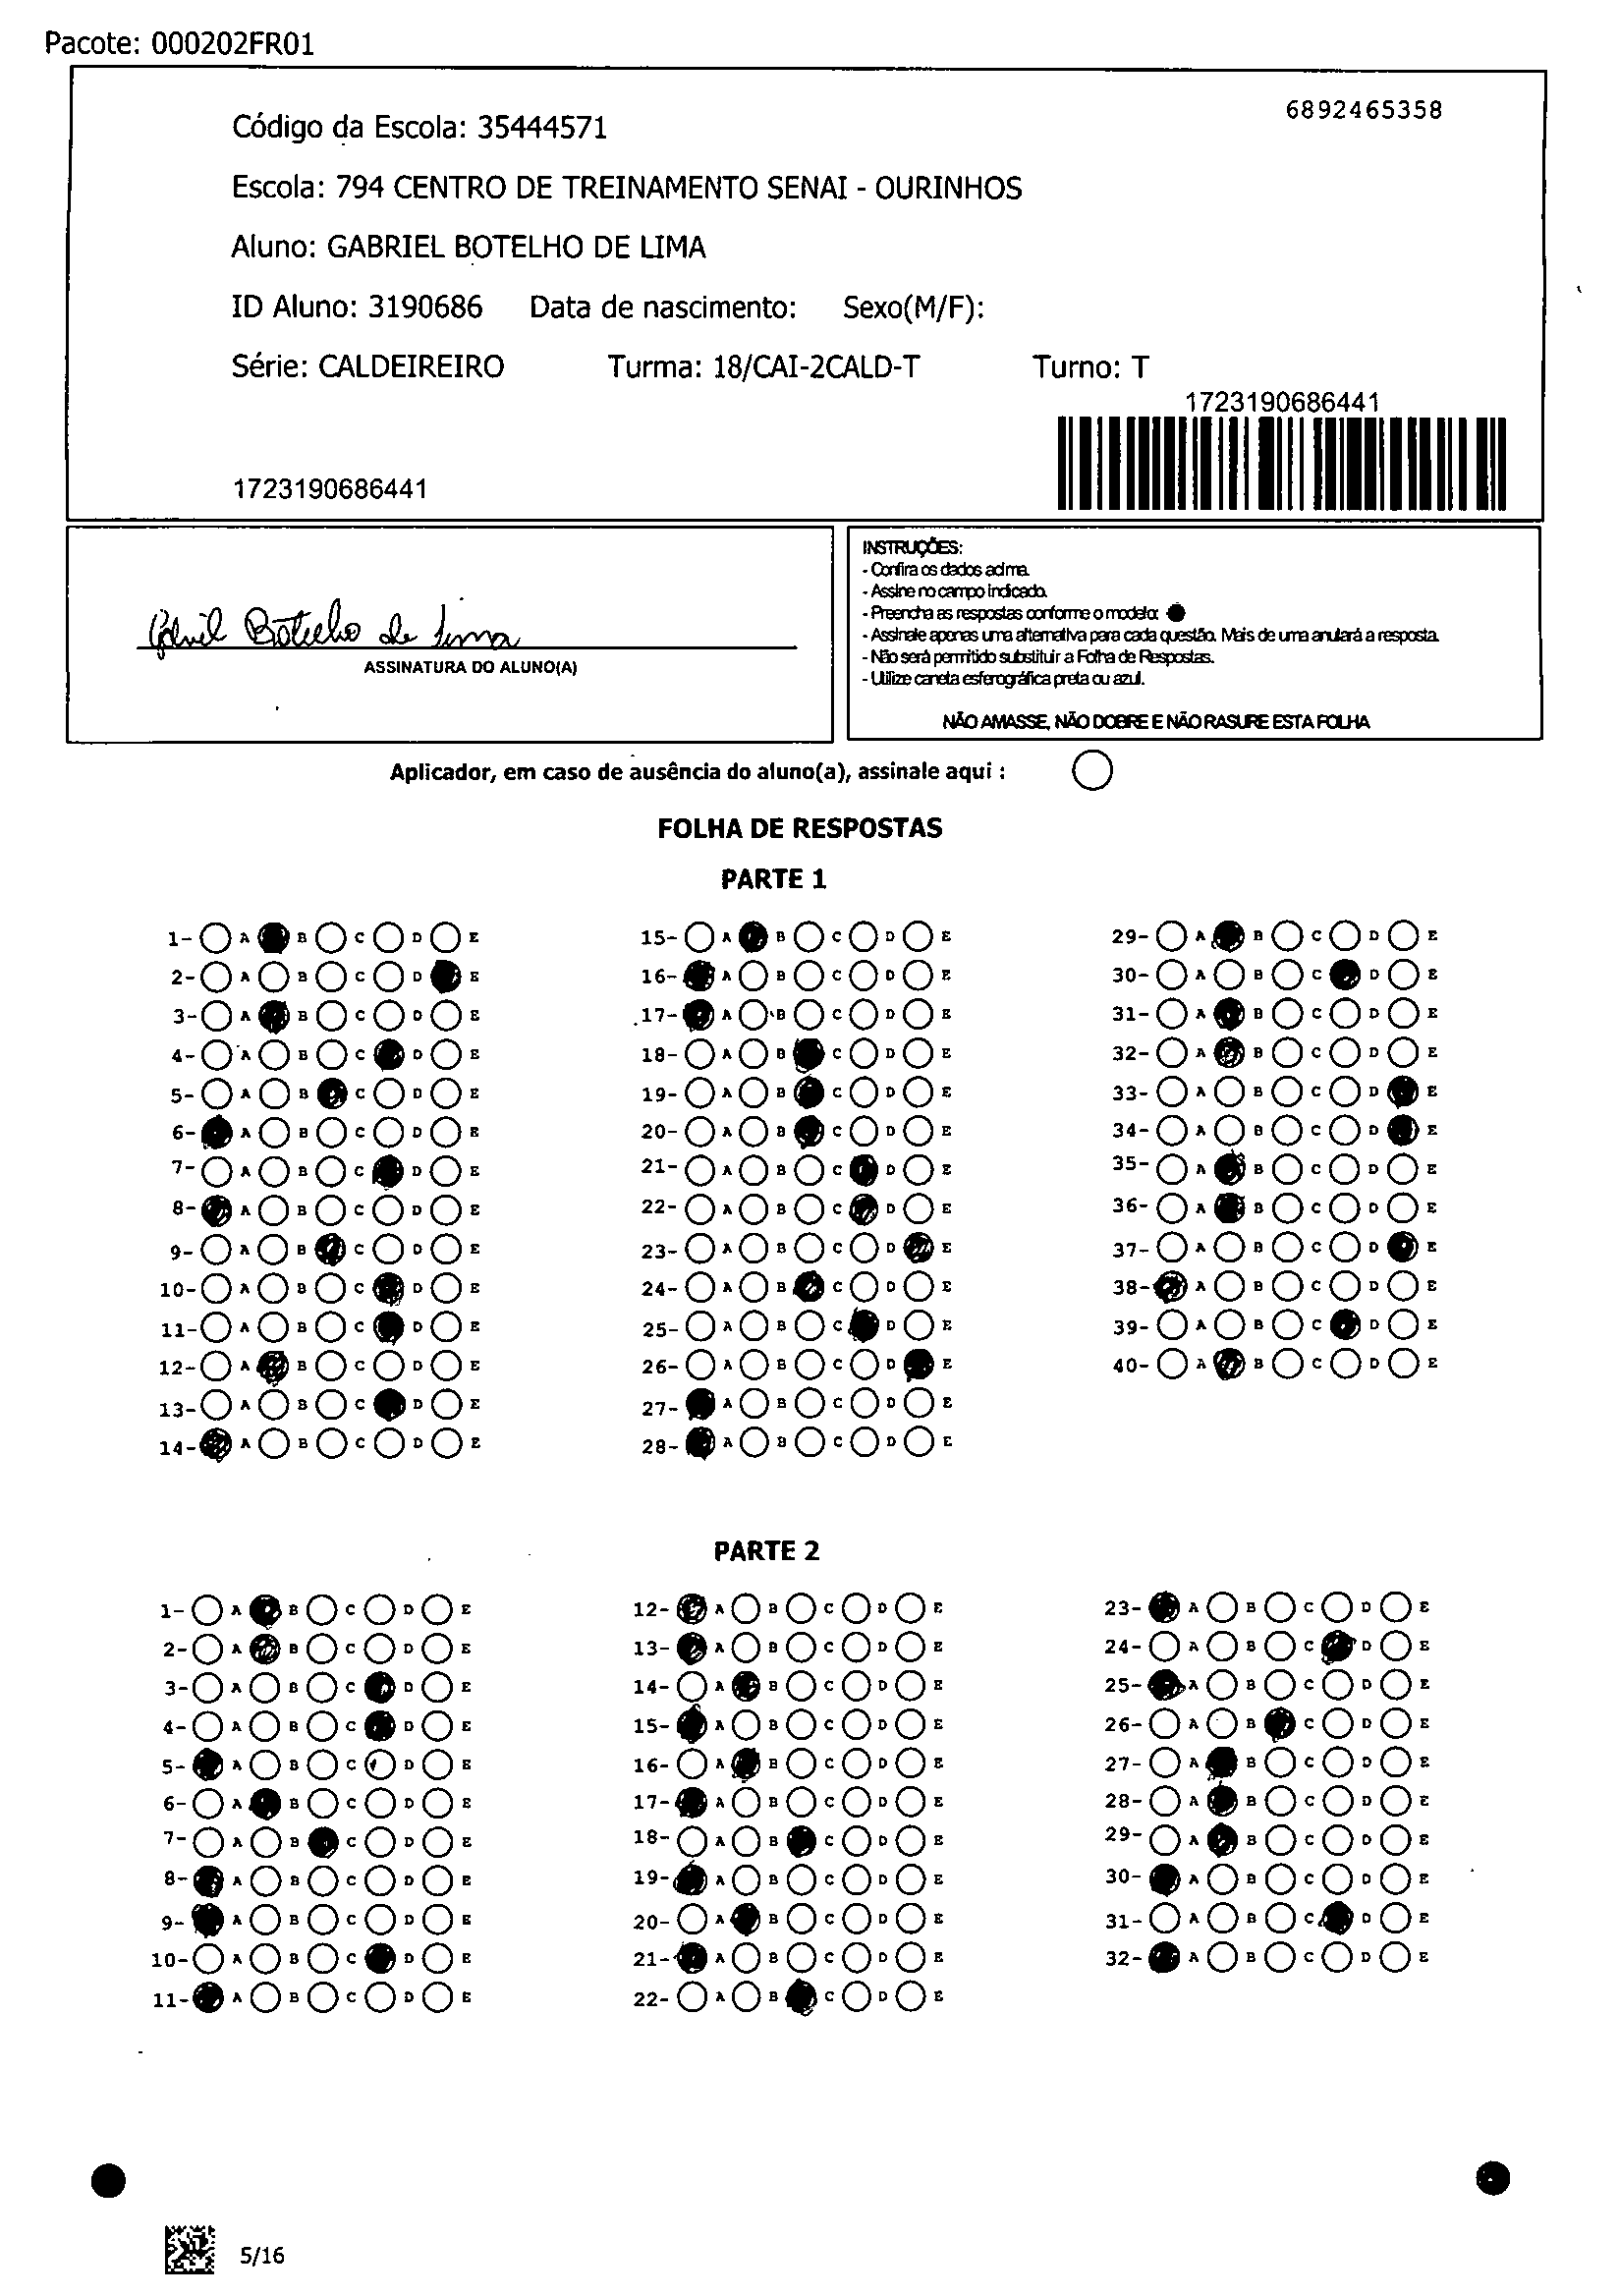 Pacote: 000202FR01
6892465358
Código da Escola: 35444571
Escola: 794 CENTRO DE TREINAMENTO SENAI - OURINHOS
Aluno: GABRIEL BOTELHO DE LIMA
ID Aluno: 3190686 Data de nascimento: Sexo(M/F):
Série: CALDEIREIRO Turma: 18/CAI-2CALD-T Turno: T
1723190686441
1723190686441
Gabriel Botelho de Lima
ASSINATURA DO ALUNO(A)
INSTRUÇÕES:
- Confira os dados acima.
- Assine no campo indicado.
- Preencha as respostas conforme o modelo:
- Assinale apenas uma alternativa para cada questão. Mais de uma anulará a resposta.
- Não será permitido substituir a Folha de Respostas.
- Utilize caneta esferográfica preta ou azul.
NÃO AMASSE, NÃO DOBRE E NÃO RASURE ESTA FOLHA
Aplicador, em caso de ausência do aluno(a), assinale aqui :
FOLHA DE RESPOSTAS
PARTE 1
1- A B C D E 15- A B C D E 29- A B C D E
2- A B C D E 16- A B C D E 30- A B C D E
3- A B C D E 17- A B C D E 31- A B C D E
4- A B C D E 18- A B C D E 32- A B C D E
5- A B C D E 19- A B C D E 33- A B C D E
6- A B C D E 20- A B C D E 34- A B C D E
7- A B C D E 21- A B C D E 35- A B C D E
8- A B C D E 22- A B C D E 36- A B C D E
9- A B C D E 23- A B C D E 37- A B C D E
10- A B C D E 24- A B C D E 38- A B C D E
11- A B C D E 25- A B C D E 39- A B C D E
12- A B C D E 26- A B C D E 40- A B C D E
13- A B C D E 27- A B C D E
14- A B C D E 28- A B C D E
PARTE 2
1- A B C D E 12- A B C D E 23- A B C D E
2- A B C D E 13- A B C D E 24- A B C D E
3- A B C D E 14- A B C D E 25- A B C D E
4- A B C D E 15- A B C D E 26- A B C D E
5- A B C D E 16- A B C D E 27- A B C D E
6- A B C D E 17- A B C D E 28- A B C D E
7- A B C D E 18- A B C D E 29- A B C D E
8- A B C D E 19- A B C D E 30- A B C D E
9- A B C D E 20- A B C D E 31- A B C D E
10- A B C D E 21- A B C D E 32- A B C D E
11- A B C D E 22- A B C D E
5/16